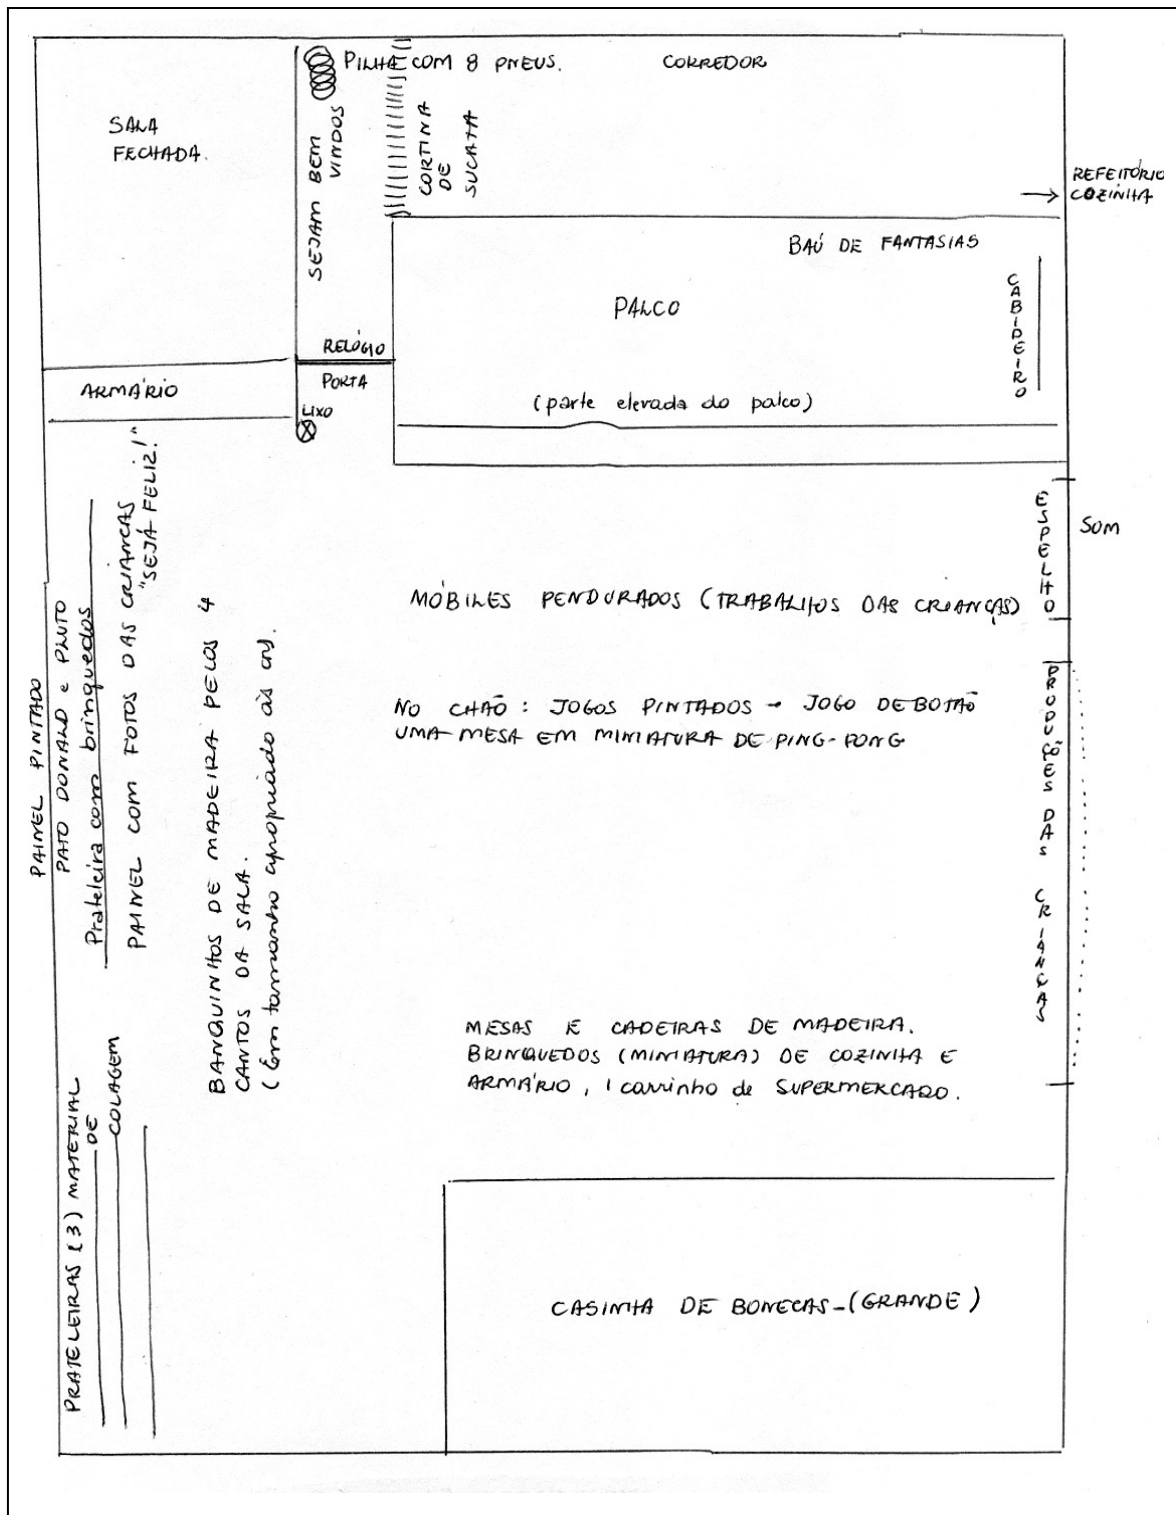 PILHA COM 8 PNEUS.
CORREDOR
SALA
FECHADA.
SEJAM BEM
VINDOS
CORTINA
DE
SUCATA
REFEITÓRIO
COZINHA
BAÚ DE FANTASIAS
PALCO
CABIDEIRO
(parte elevada do palco)
RELÓGIO
PORTA
LIXO
ARMÁRIO
PAINEL PINTADO
PATO DONALD e PLUTO
Prateleira com brinquedos
PAINEL COM FOTOS DAS CRIANÇAS
"SEJÁ FELIZ!"
ESPELHO
SOM
MÓBILES PENDURADOS (TRABALHOS DAS CRIANÇAS)
BANQUINHOS DE MADEIRA PELOS 4
CANTOS DA SALA.
(Em tamanho apropriado às
NO CHÃO: JOGOS PINTADOS - JOGO DE BOTÃO
UMA MESA EM MINIATURA DE PING-PONG
PRODUÇÕES DAS CRIANÇAS
MESAS E CADEIRAS DE MADEIRA.
BRINQUEDOS (MINIATURA) DE COZINHA E
ARMÁRIO, 1 carrinho de SUPERMERCADO.
PRATELEIRAS (3) MATERIAL
DE
COLAGEM
CASINHA DE BONECAS-(GRANDE)